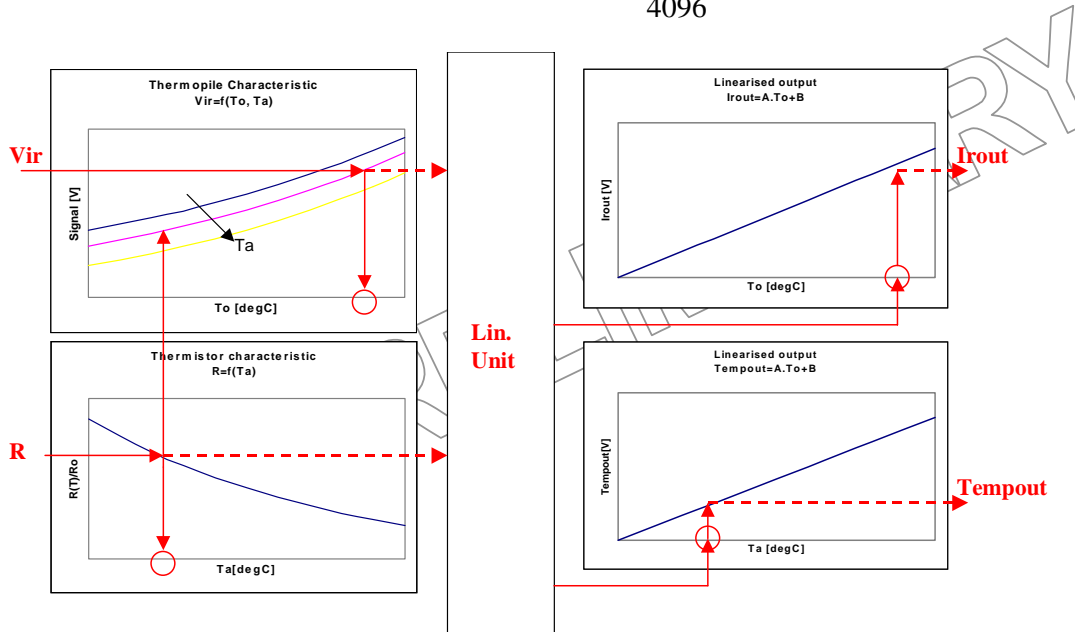 4096
Thermopile Characteristic
Vir=f(To, Ta)
Vir
Signal [V]
Ta
To [degC]
Thermistor characteristic
R=f(Ta)
R
R(T)/Ro
Ta[degC]
Lin.
Unit
Linearised output
Irout=A.To+B
Irout
Irout [V]
To [degC]
Linearised output
Tempout=A.To+B
Tempout[V]
Tempout
Ta [degC]